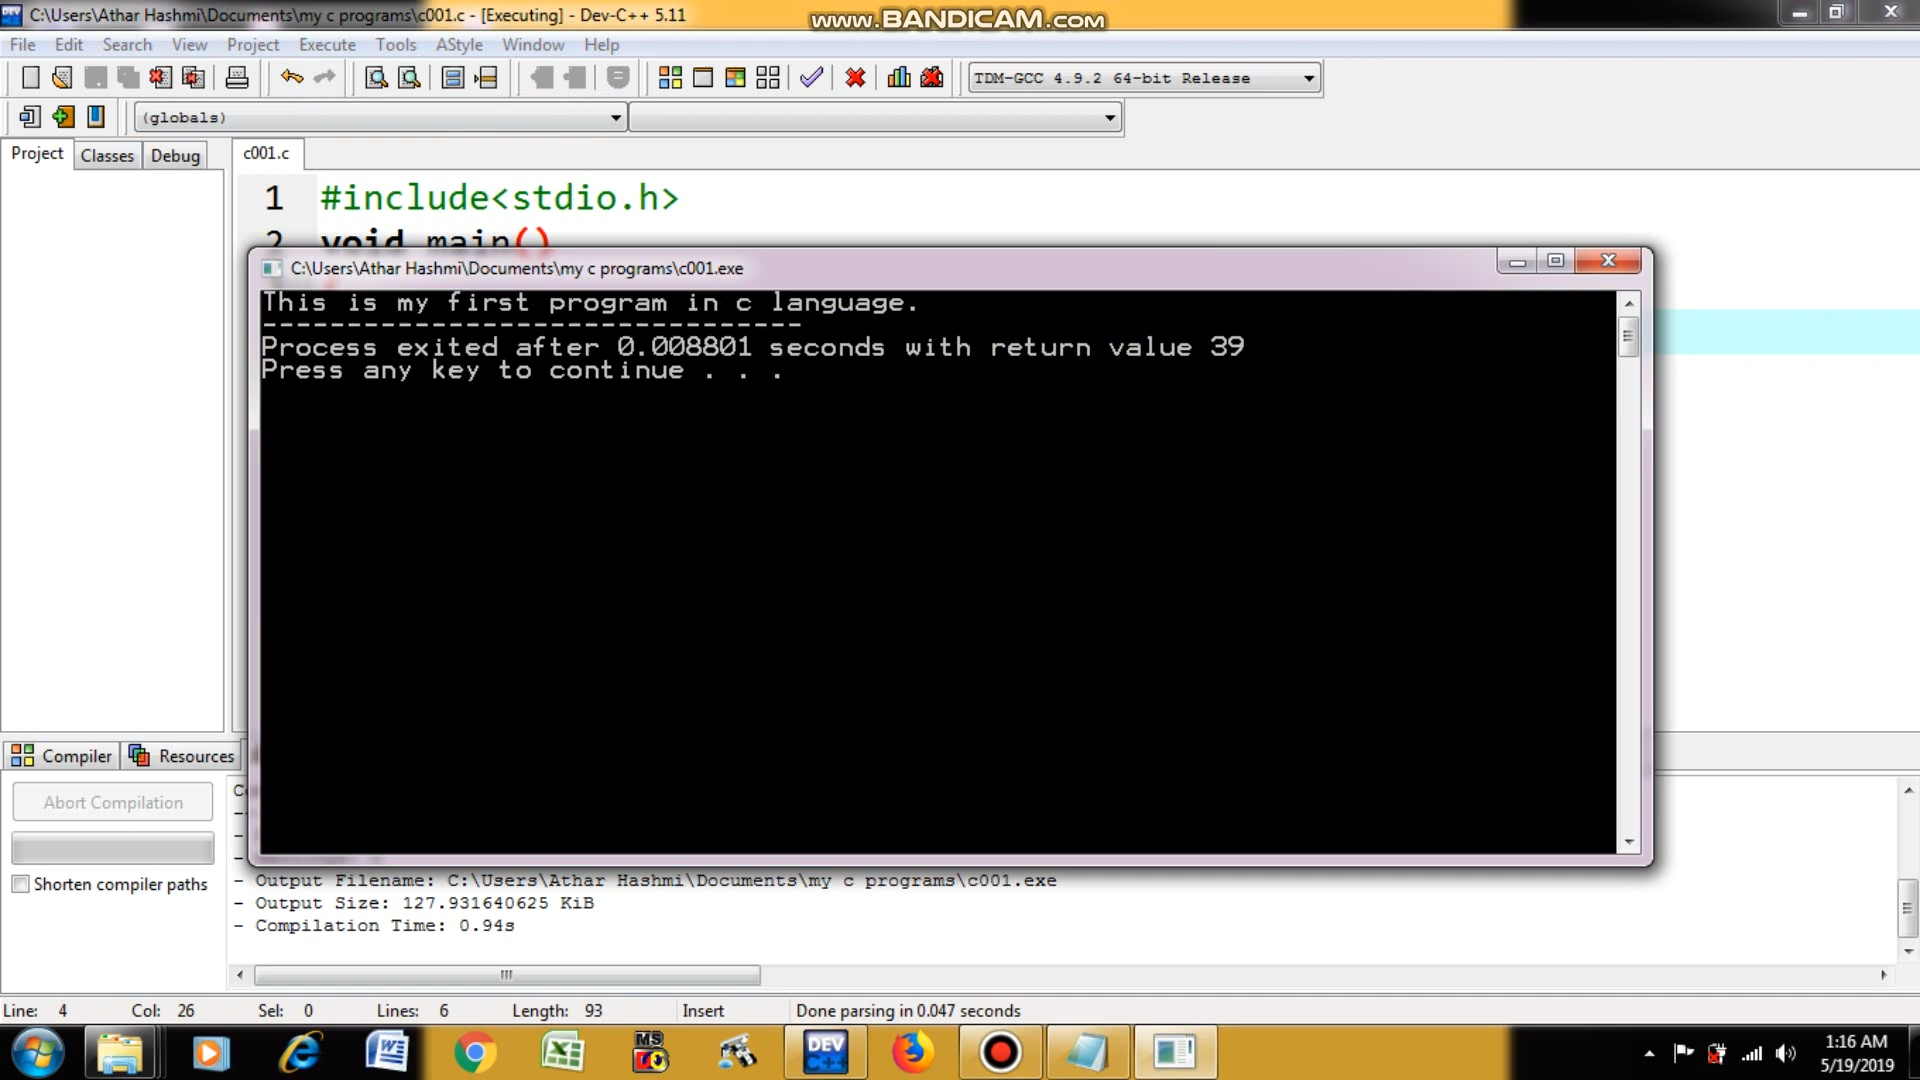 C:\Users\Athar Hashmi\Documents\my c programs\c001.c - [Executing] - Dev-C++ 5.11
www.BANDICAM.com
File Edit Search View Project Execute Tools AStyle Window Help
TDM-GCC 4.9.2 64-bit Release
(globals)
Project Classes Debug
c001.c
1 #include<stdio.h>
2 void main()
C:\Users\Athar Hashmi\Documents\my c programs\c001.exe
This is my first program in c language.
--------------------------------
Process exited after 0.008801 seconds with return value 39
Press any key to continue . . .
Compiler Resources
Abort Compilation
Shorten compiler paths
- Output Filename: C:\Users\Athar Hashmi\Documents\my c programs\c001.exe
- Output Size: 127.931640625 KiB
- Compilation Time: 0.94s
Line: 4 Col: 26 Sel: 0 Lines: 6 Length: 93 Insert Done parsing in 0.047 seconds
MS
DEV
C++
1:16 AM
5/19/2019